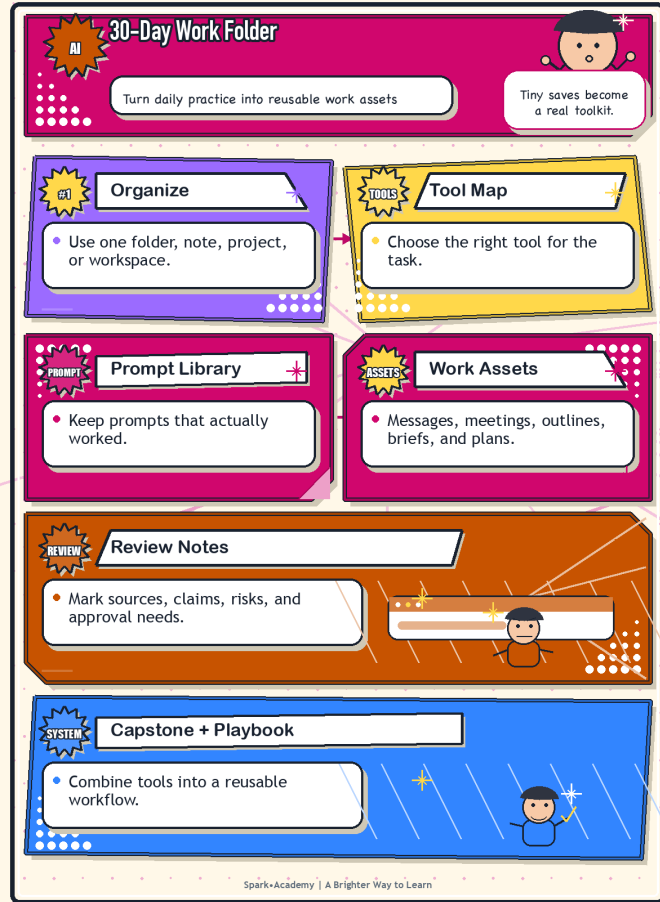 AI
30-Day Work Folder
Turn daily practice into reusable work assets
Tiny saves become
a real toolkit.
#1
Organize
Use one folder, note, project,
or workspace.
TOOLS
Tool Map
Choose the right tool for the
task.
PROMPT
Prompt Library
Keep prompts that actually
worked.
ASSETS
Work Assets
Messages, meetings, outlines,
briefs, and plans.
REVIEW
Review Notes
Mark sources, claims, risks, and
approval needs.
SYSTEM
Capstone + Playbook
Combine tools into a reusable
workflow.
Spark•Academy | A Brighter Way to Learn